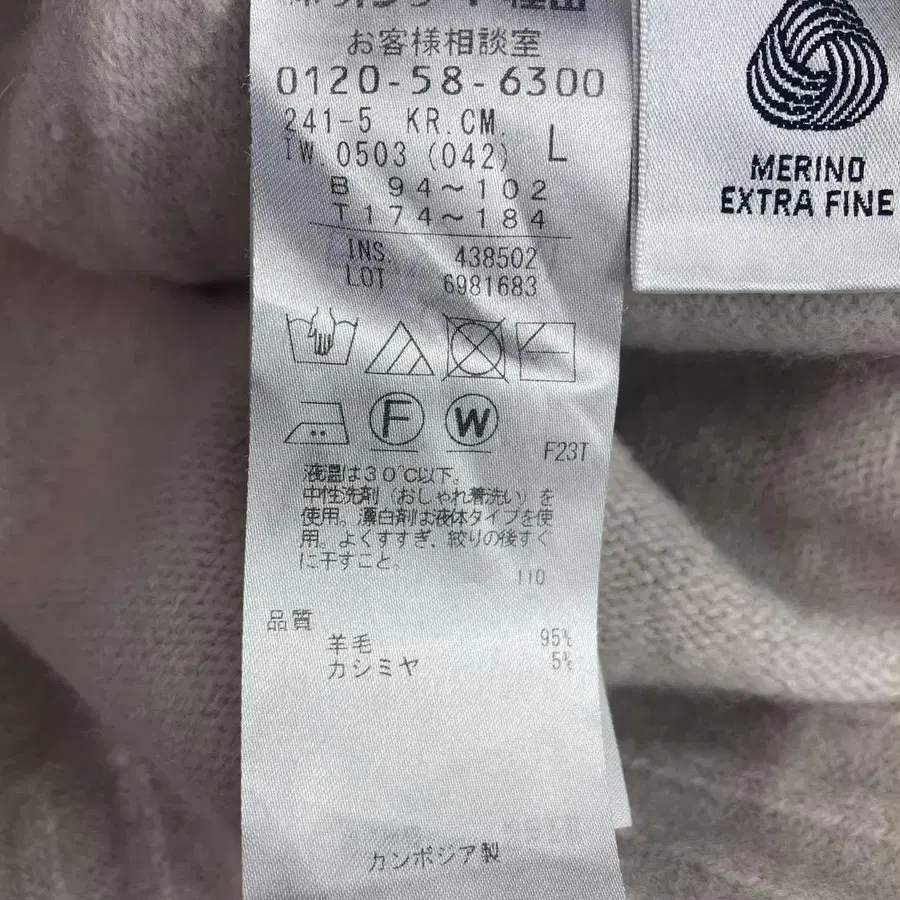 お客様相談室
0120-58-6300
241-5 KR.CM.
IW 0503 (042) L
B 94～102
T 174～184
INS. 438502
LOT 6981683
F
W
F23T
液温は30℃以下。
中性洗剤（おしゃれ着洗い）を
使用。漂白剤は液体タイプを使
用。よくすすぎ、絞りの後すぐ
に干すこと。
110
品質
羊毛 95%
カシミヤ 5%
カンボジア製
MERINO
EXTRA FINE